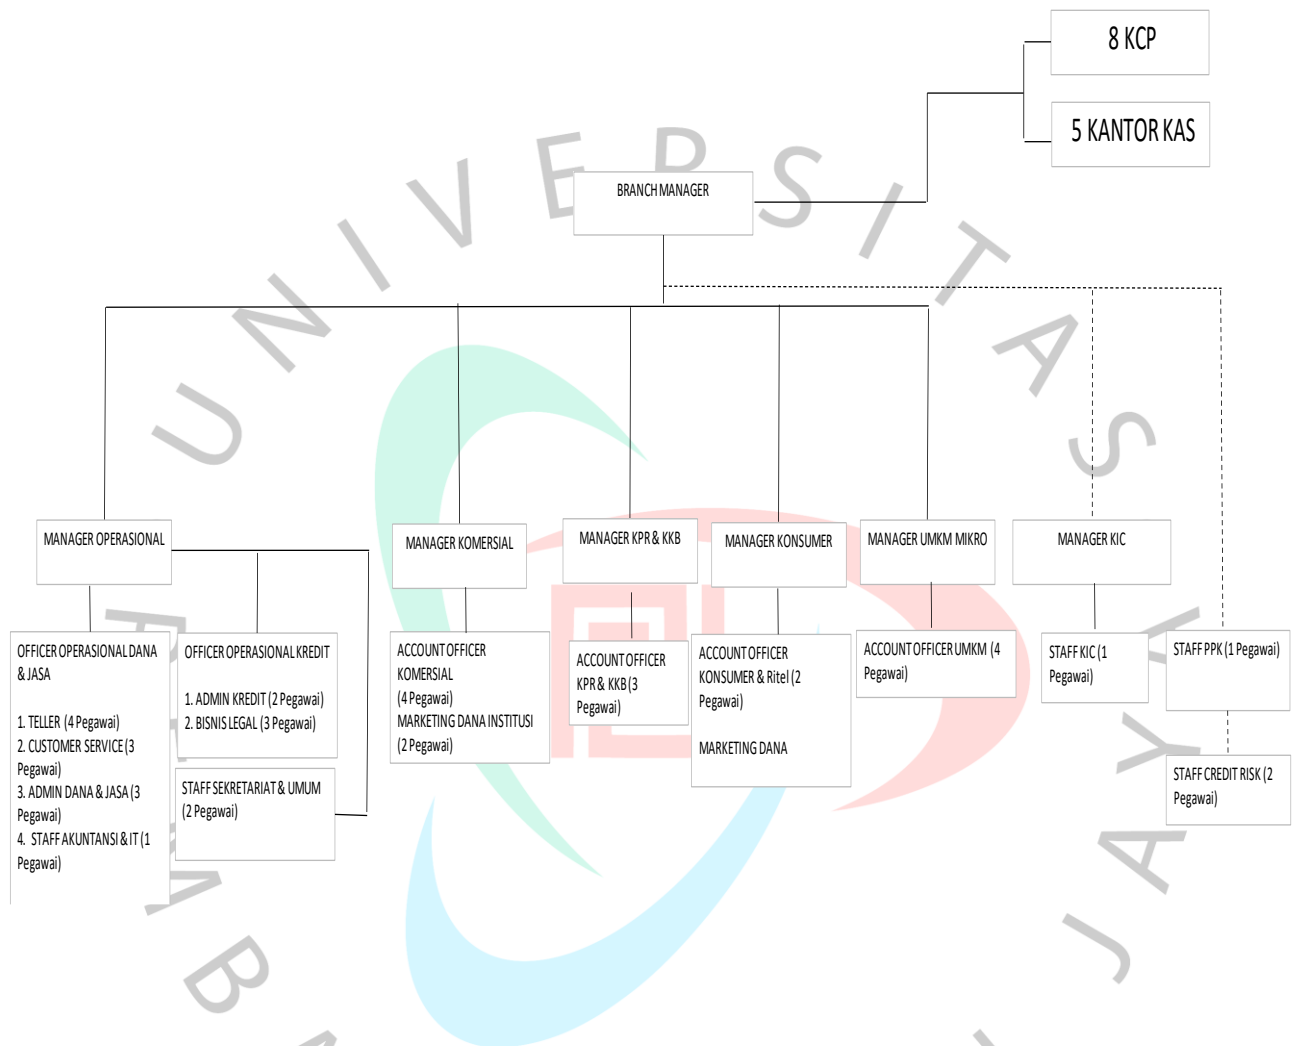 8 KCP
5 KANTOR KAS
BRANCH MANAGER
MANAGER OPERASIONAL
MANAGER KOMERSIAL
MANAGER KPR & KKB
MANAGER KONSUMER
MANAGER UMKM MIKRO
MANAGER KIC
OFFICER OPERASIONAL DANA
& JASA
1. TELLER (4 Pegawai)
2. CUSTOMER SERVICE (3
Pegawai)
3. ADMIN DANA & JASA (3
Pegawai)
4. STAFF AKUNTANSI & IT (1
Pegawai)
OFFICER OPERASIONAL KREDIT
1. ADMIN KREDIT (2 Pegawai)
2. BISNIS LEGAL (3 Pegawai)
STAFF SEKRETARIAT & UMUM
(2 Pegawai)
ACCOUNT OFFICER
KOMERSIAL
(4 Pegawai)
MARKETING DANA INSTITUSI
(2 Pegawai)
ACCOUNT OFFICER
KPR & KKB (3
Pegawai)
ACCOUNT OFFICER
KONSUMER & Ritel (2
Pegawai)
MARKETING DANA
ACCOUNT OFFICER UMKM (4
Pegawai)
STAFF KIC (1
Pegawai)
STAFF PPK (1 Pegawai)
STAFF CREDIT RISK (2
Pegawai)
UNIVERSITAS
JAYA